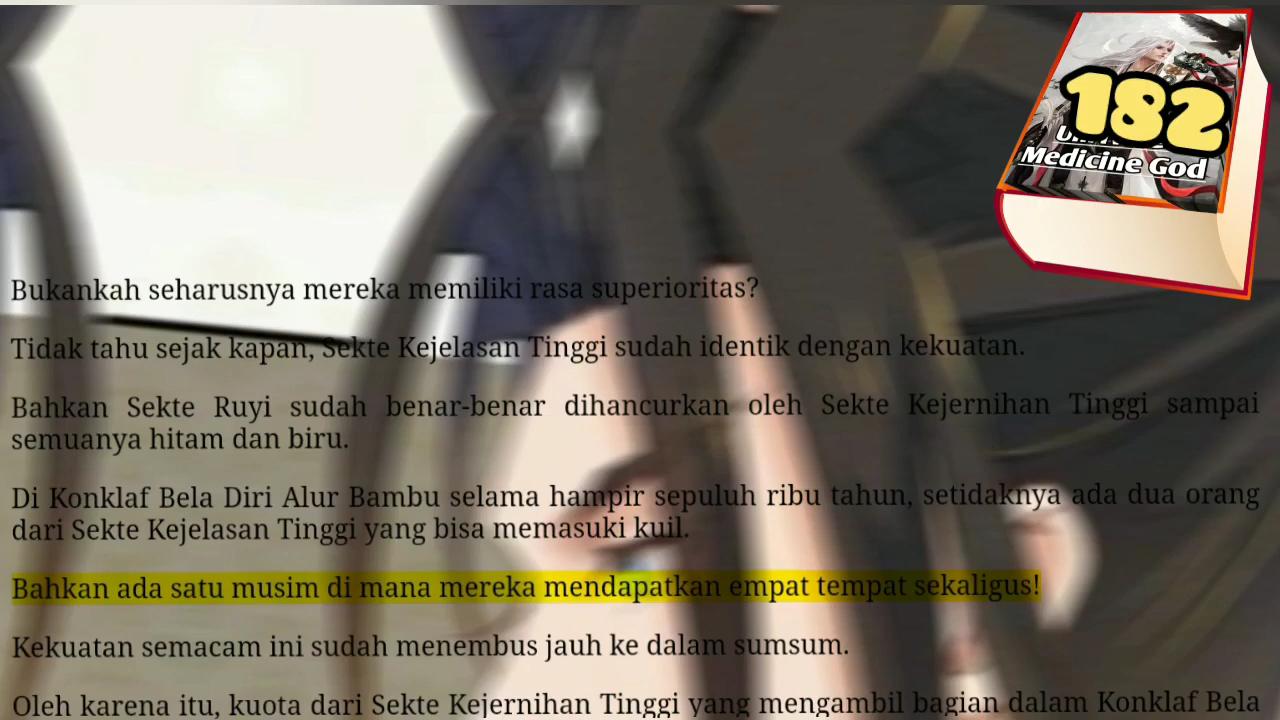 182
Medicine God
Bukankah seharusnya mereka memiliki rasa superioritas?
Tidak tahu sejak kapan, Sekte Kejelasan Tinggi sudah identik dengan kekuatan.
Bahkan Sekte Ruyi sudah benar-benar dihancurkan oleh Sekte Kejernihan Tinggi sampai
semuanya hitam dan biru.
Di Konklaf Bela Diri Alur Bambu selama hampir sepuluh ribu tahun, setidaknya ada dua orang
dari Sekte Kejelasan Tinggi yang bisa memasuki kuil.
Bahkan ada satu musim di mana mereka mendapatkan empat tempat sekaligus!
Kekuatan semacam ini sudah menembus jauh ke dalam sumsum.
Oleh karena itu, kuota dari Sekte Kejernihan Tinggi yang mengambil bagian dalam Konklaf Bela